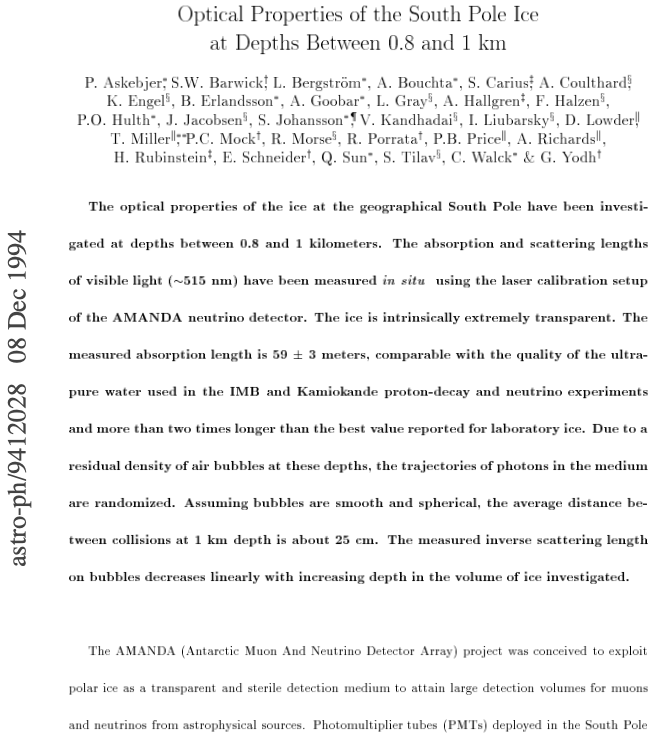 Optical Properties of the South Pole Ice
at Depths Between 0.8 and 1 km
P. Askebjer*, S.W. Barwick†, L. Bergström*, A. Bouchta*, S. Carius‡, A. Coulthard§,
K. Engel§, B. Erlandsson*, A. Goobar*, L. Gray§, A. Hallgren‡, F. Halzen§,
P.O. Hulth*, J. Jacobsen§, S. Johansson*¶, V. Kandhadai§, I. Liubarsky§, D. Lowder‖,
T. Miller‖,**, P.C. Mock†, R. Morse§, R. Porrata†, P.B. Price‖, A. Richards‖,
H. Rubinstein‡, E. Schneider†, Q. Sun*, S. Tilav§, C. Walck* & G. Yodh†
The optical properties of the ice at the geographical South Pole have been investi-
gated at depths between 0.8 and 1 kilometers. The absorption and scattering lengths
of visible light (~515 nm) have been measured in situ using the laser calibration setup
of the AMANDA neutrino detector. The ice is intrinsically extremely transparent. The
measured absorption length is 59 ± 3 meters, comparable with the quality of the ultra-
pure water used in the IMB and Kamiokande proton-decay and neutrino experiments
and more than two times longer than the best value reported for laboratory ice. Due to a
residual density of air bubbles at these depths, the trajectories of photons in the medium
are randomized. Assuming bubbles are smooth and spherical, the average distance be-
tween collisions at 1 km depth is about 25 cm. The measured inverse scattering length
on bubbles decreases linearly with increasing depth in the volume of ice investigated.
The AMANDA (Antarctic Muon And Neutrino Detector Array) project was conceived to exploit
polar ice as a transparent and sterile detection medium to attain large detection volumes for muons
and neutrinos from astrophysical sources. Photomultiplier tubes (PMTs) deployed in the South Pole
astro-ph/9412028 08 Dec 1994